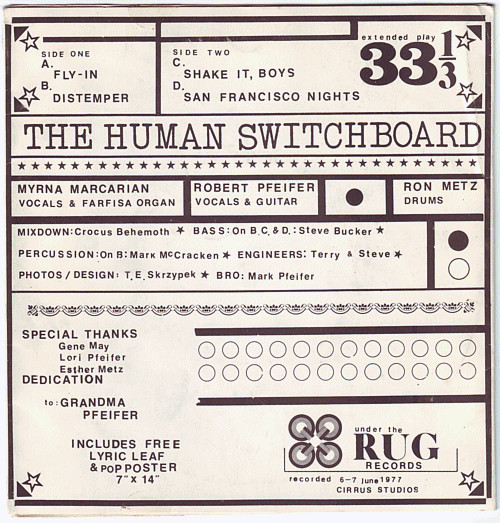 SIDE ONE
A.
FLY-IN
B.
DISTEMPER
SIDE TWO
C.
SHAKE IT, BOYS
D.
SAN FRANCISCO NIGHTS
extended play
33 1/3
THE HUMAN SWITCHBOARD
MYRNA MARCARIAN
VOCALS & FARFISA ORGAN
ROBERT PFEIFER
VOCALS & GUITAR
RON METZ
DRUMS
MIXDOWN: Crocus Behemoth ★ BASS: On B,C,& D.: Steve Bucker ★
PERCUSSION: On B: Mark McCracken ★ ENGINEERS: Terry & Steve ★
PHOTOS / DESIGN: T.E. Skrzypek ★ BRO: Mark Pfeifer
SPECIAL THANKS
Gene May
Lori Pfeifer
Esther Metz
DEDICATION
to: GRANDMA
PFEIFER
INCLUDES FREE
LYRIC LEAF
& POP POSTER
7" X 14"
under the
RUG
RECORDS
recorded 6-7 June 1977
CIRRUS STUDIOS